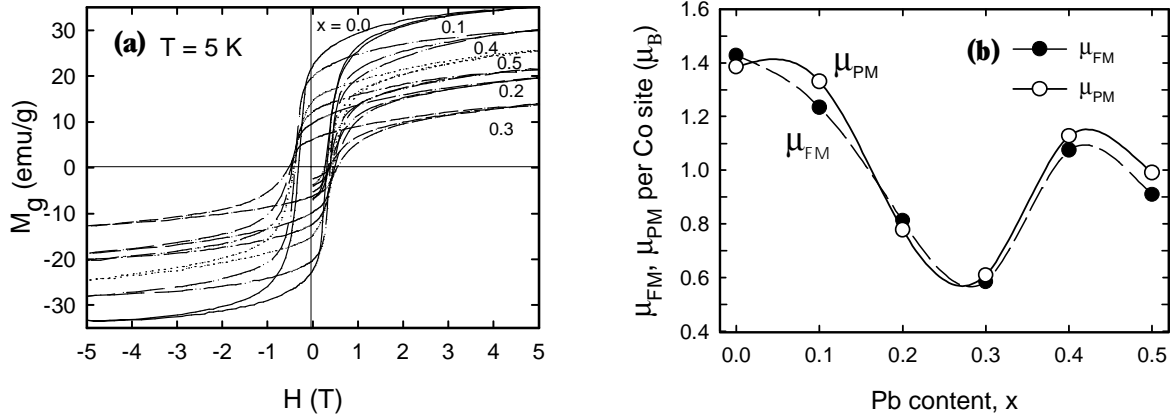 (a) T = 5 K
x = 0.0
0.1
0.4
0.5
0.2
0.3
30
20
10
0
-10
-20
-30
-5 -4 -3 -2 -1 0 1 2 3 4 5
M_g (emu/g)
H (T)
(b)
μ_FM
μ_PM
μ_PM
μ_FM
1.6
1.4
1.2
1.0
0.8
0.6
0.4
0.0 0.1 0.2 0.3 0.4 0.5
μ_FM, μ_PM per Co site (μ_B)
Pb content, x